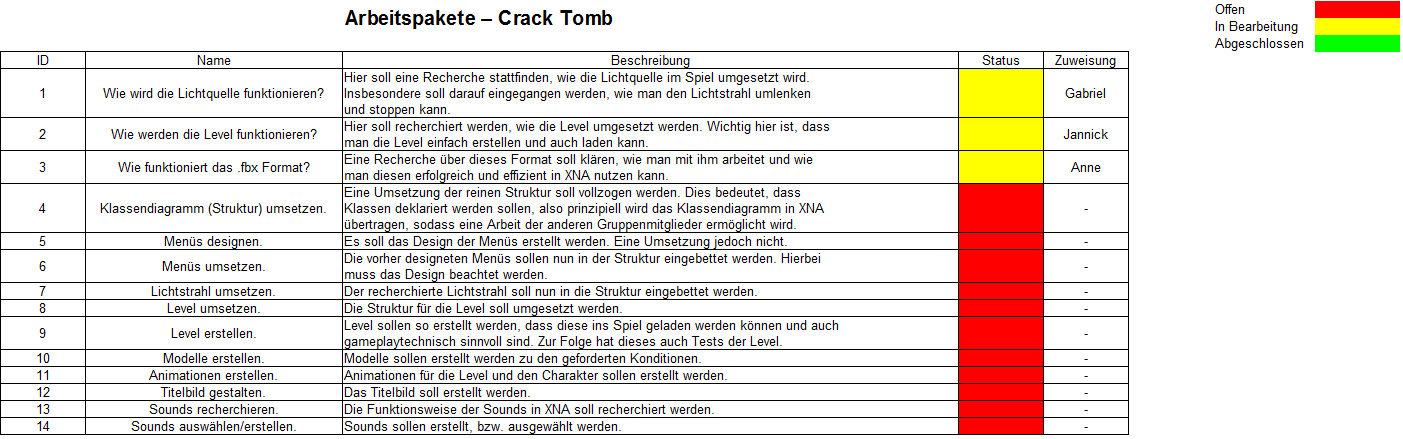 Arbeitspakete – Crack Tomb
Offen
In Bearbeitung
Abgeschlossen
ID Name Beschreibung Status Zuweisung
1 Wie wird die Lichtquelle funktionieren? Hier soll eine Recherche stattfinden, wie die Lichtquelle im Spiel umgesetzt wird.
Insbesondere soll darauf eingegangen werden, wie man den Lichtstrahl umlenken
und stoppen kann. Gabriel
2 Wie werden die Level funktionieren? Hier soll recherchiert werden, wie die Level umgesetzt werden. Wichtig hier ist, dass
man die Level einfach erstellen und auch laden kann. Jannick
3 Wie funktioniert das .fbx Format? Eine Recherche über dieses Format soll klären, wie man mit ihm arbeitet und wie
man diesen erfolgreich und effizient in XNA nutzen kann. Anne
4 Klassendiagramm (Struktur) umsetzen. Eine Umsetzung der reinen Struktur soll vollzogen werden. Dies bedeutet, dass
Klassen deklariert werden sollen, also prinzipiell wird das Klassendiagramm in XNA
übertragen, sodass eine Arbeit der anderen Gruppenmitglieder ermöglicht wird. -
5 Menüs designen. Es soll das Design der Menüs erstellt werden. Eine Umsetzung jedoch nicht. -
6 Menüs umsetzen. Die vorher designeten Menüs sollen nun in der Struktur eingebettet werden. Hierbei
muss das Design beachtet werden. -
7 Lichtstrahl umsetzen. Der recherchierte Lichtstrahl soll nun in die Struktur eingebettet werden. -
8 Level umsetzen. Die Struktur für die Level soll umgesetzt werden. -
9 Level erstellen. Level sollen so erstellt werden, dass diese ins Spiel geladen werden können und auch
gameplaytechnisch sinnvoll sind. Zur Folge hat dieses auch Tests der Level. -
10 Modelle erstellen. Modelle sollen erstellt werden zu den geforderten Konditionen. -
11 Animationen erstellen. Animationen für die Level und den Charakter sollen erstellt werden. -
12 Titelbild gestalten. Das Titelbild soll erstellt werden. -
13 Sounds recherchieren. Die Funktionsweise der Sounds in XNA soll recherchiert werden. -
14 Sounds auswählen/erstellen. Sounds sollen erstellt, bzw. ausgewählt werden. -